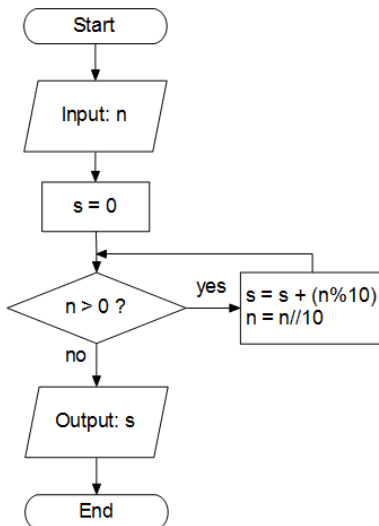 Start
Input: n
s = 0
n > 0 ?
yes
s = s + (n%10)
n = n//10
no
Output: s
End